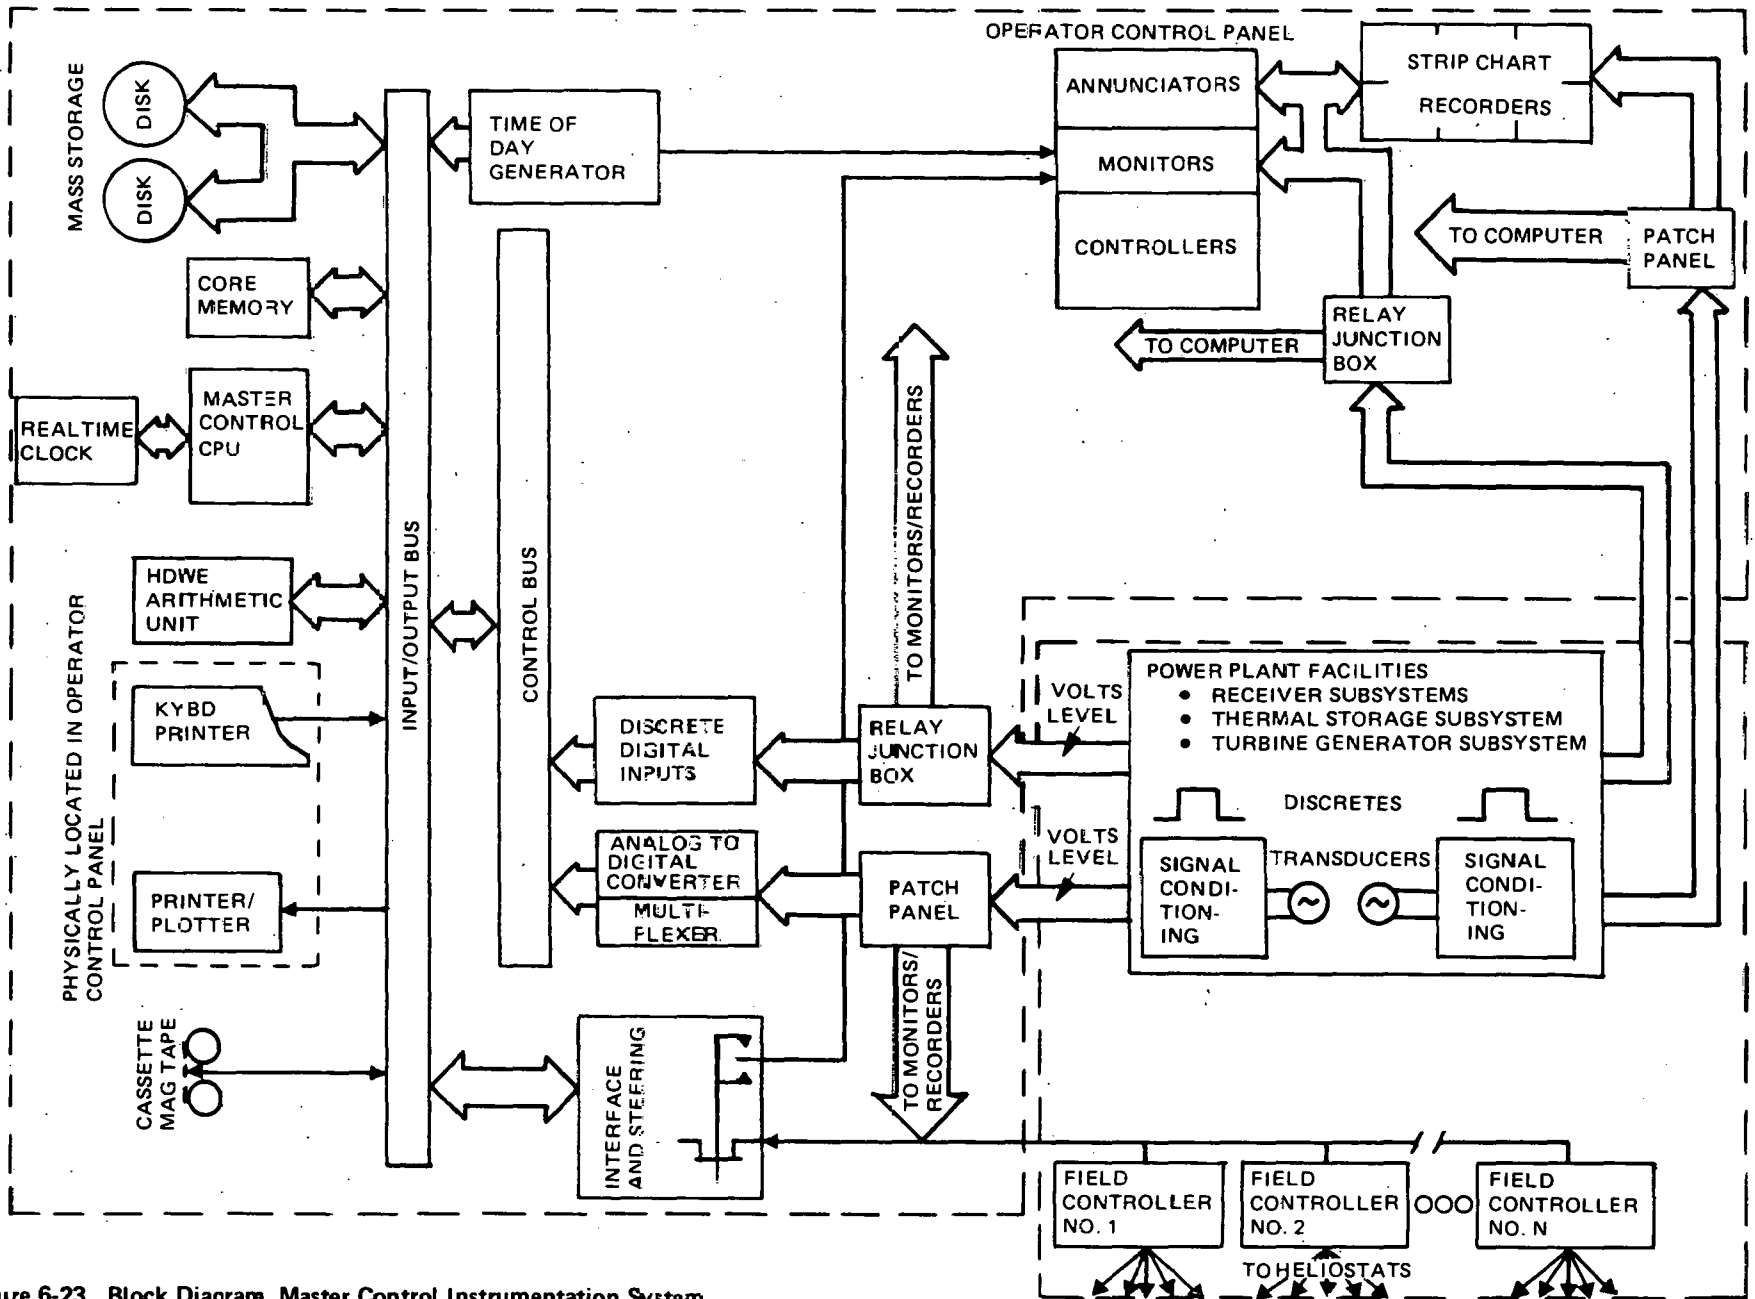 OPERATOR CONTROL PANEL
MASS STORAGE
DISK
DISK
TIME OF
DAY
GENERATOR
ANNUNCIATORS
MONITORS
CONTROLLERS
STRIP CHART
RECORDERS
TO COMPUTER
PATCH
PANEL
CORE
MEMORY
RELAY
JUNCTION
BOX
TO COMPUTER
REALTIME
CLOCK
MASTER
CONTROL
CPU
INPUT/OUTPUT BUS
CONTROL BUS
TO MONITORS/RECORDERS
HDWE
ARITHMETIC
UNIT
PHYSICALLY LOCATED IN OPERATOR
CONTROL PANEL
KYBD
PRINTER
PRINTER/
PLOTTER
DISCRETE
DIGITAL
INPUTS
RELAY
JUNCTION
BOX
VOLTS
LEVEL
POWER PLANT FACILITIES
• RECEIVER SUBSYSTEMS
• THERMAL STORAGE SUBSYSTEM
• TURBINE GENERATOR SUBSYSTEM
DISCRETES
ANALOG TO
DIGITAL
CONVERTER
MULTI-
PLEXER
PATCH
PANEL
VOLTS
LEVEL
SIGNAL
CONDI-
TION-
ING
TRANSDUCERS
SIGNAL
CONDI-
TION-
ING
TO MONITORS/
RECORDERS
CASSETTE
MAG TAPE
INTERFACE
AND STEERING
FIELD
CONTROLLER
NO. 1
FIELD
CONTROLLER
NO. 2
FIELD
CONTROLLER
NO. N
TO HELIOSTATS
ure 6-23 Block Diagram, Master Control Instrumentation System